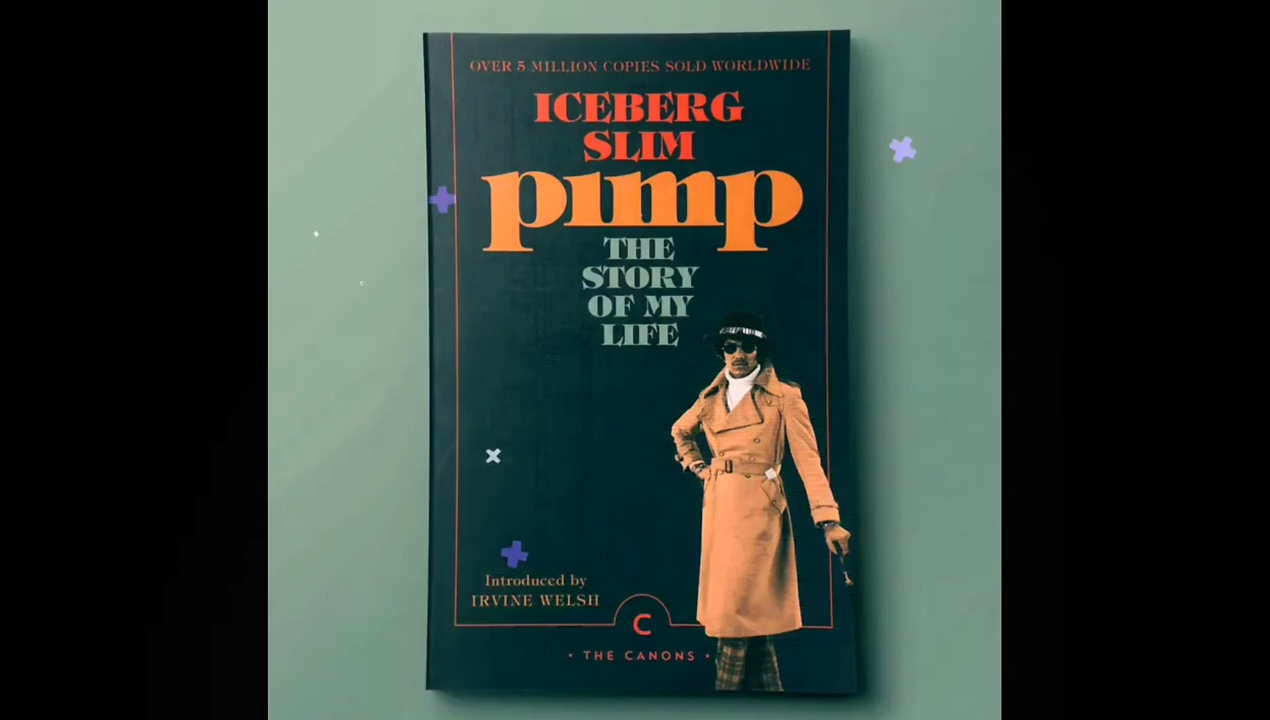 OVER 5 MILLION COPIES SOLD WORLDWIDE
ICEBERG
SLIM
pimp
THE
STORY
OF MY
LIFE
Introduced by
IRVINE WELSH
C
• THE CANONS •